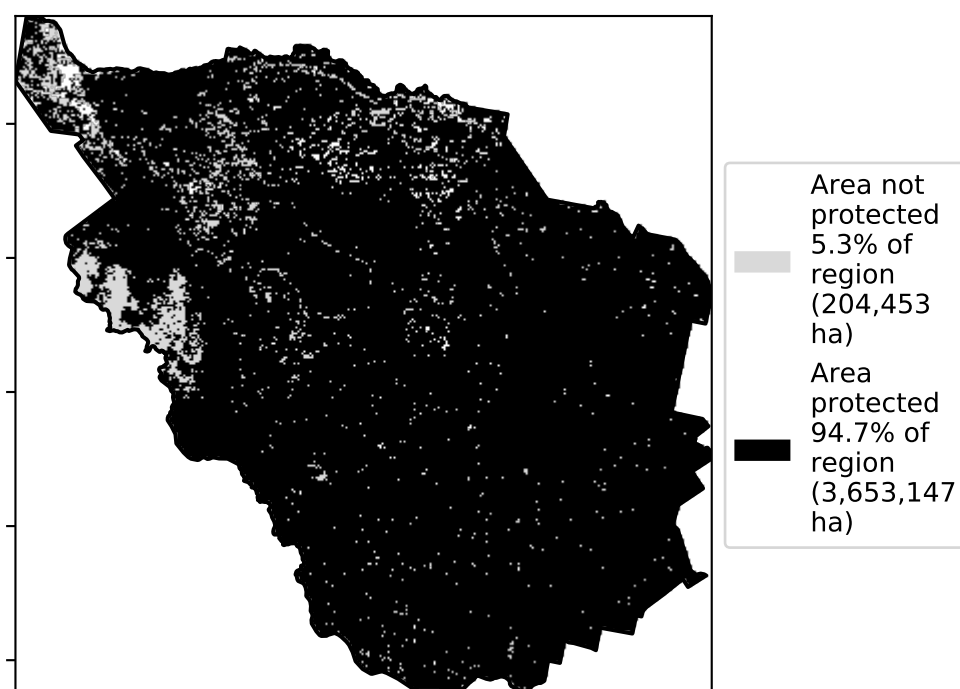 Area not
protected
5.3% of
region
(204,453
ha)
Area
protected
94.7% of
region
(3,653,147
ha)